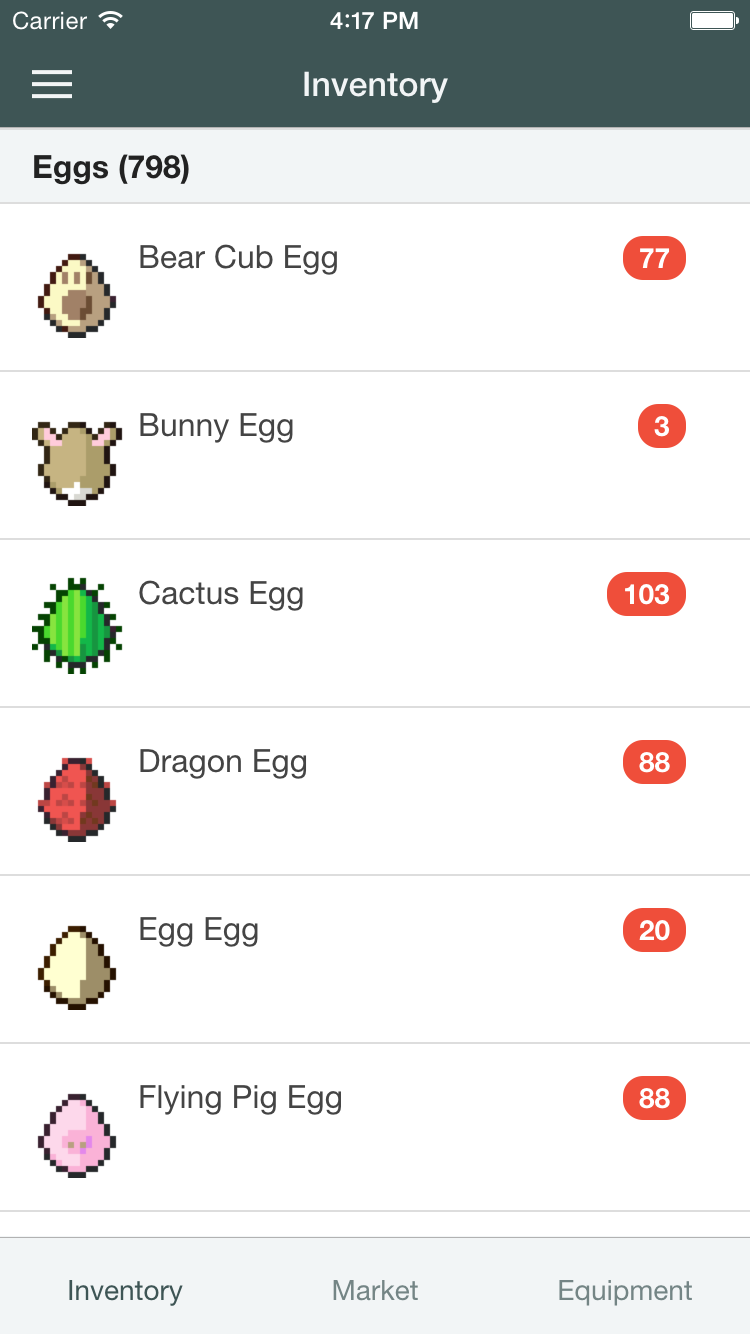 Carrier 4:17 PM
Inventory
Eggs (798)
Bear Cub Egg 77
Bunny Egg 3
Cactus Egg 103
Dragon Egg 88
Egg Egg 20
Flying Pig Egg 88
Inventory Market Equipment